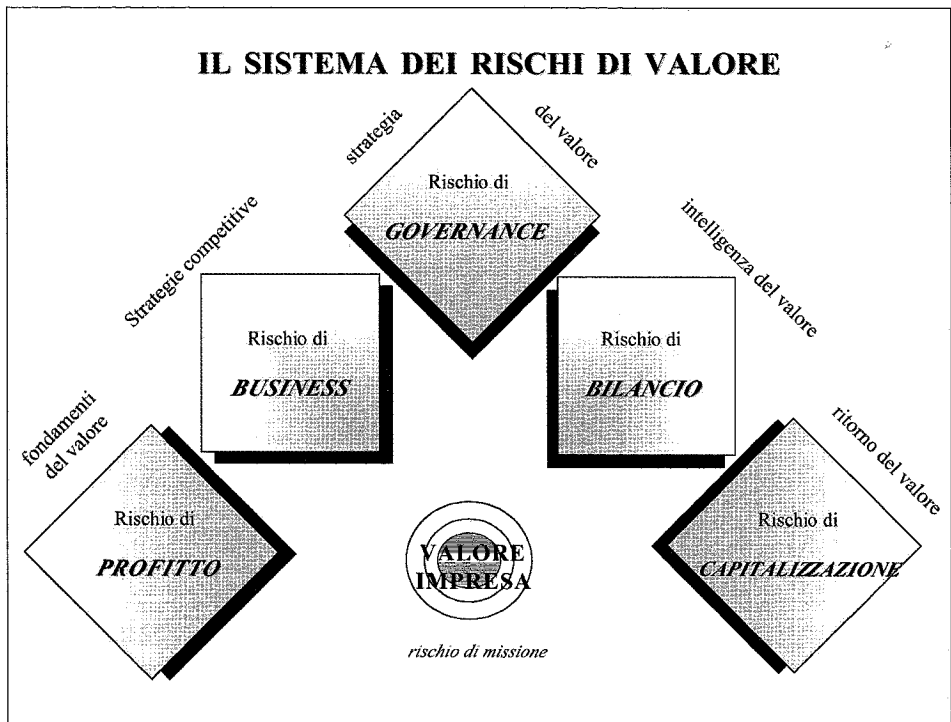 IL SISTEMA DEI RISCHI DI VALORE
strategia
del valore
Rischio di
GOVERNANCE
Strategie competitive
intelligenza del valore
Rischio di
BUSINESS
Rischio di
BILANCIO
fondamenti
del valore
ritorno del valore
Rischio di
PROFITTO
VALORE
IMPRESA
Rischio di
CAPITALIZZAZIONE
rischio di missione